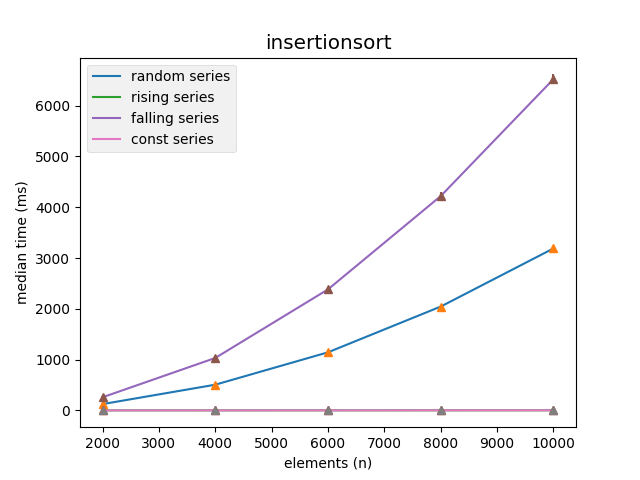 insertionsort
random series
rising series
falling series
const series
median time (ms)
6000
5000
4000
3000
2000
1000
0
2000 3000 4000 5000 6000 7000 8000 9000 10000
elements (n)